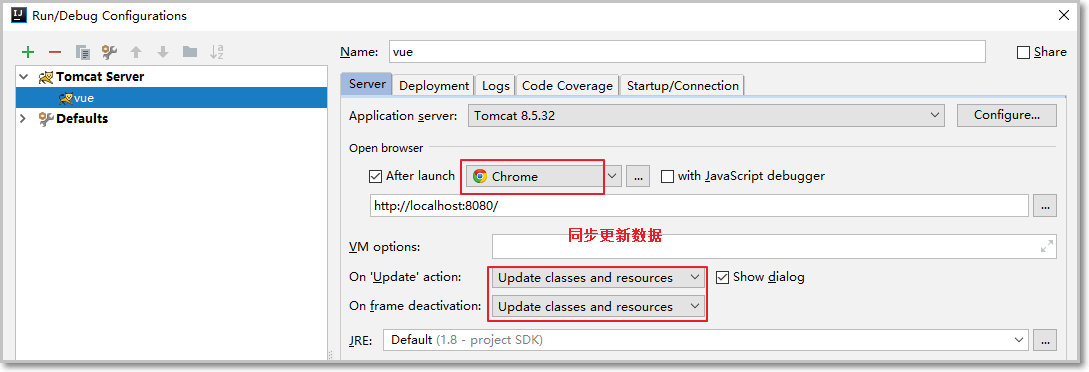 Run/Debug Configurations
Name: vue
Share
Tomcat Server
vue
Defaults
Server Deployment Logs Code Coverage Startup/Connection
Application server: Tomcat 8.5.32 Configure...
Open browser
After launch Chrome ... with JavaScript debugger
http://localhost:8080/ ...
同步更新数据
VM options:
On 'Update' action: Update classes and resources Show dialog
On frame deactivation: Update classes and resources
JRE: Default (1.8 - project SDK) ...